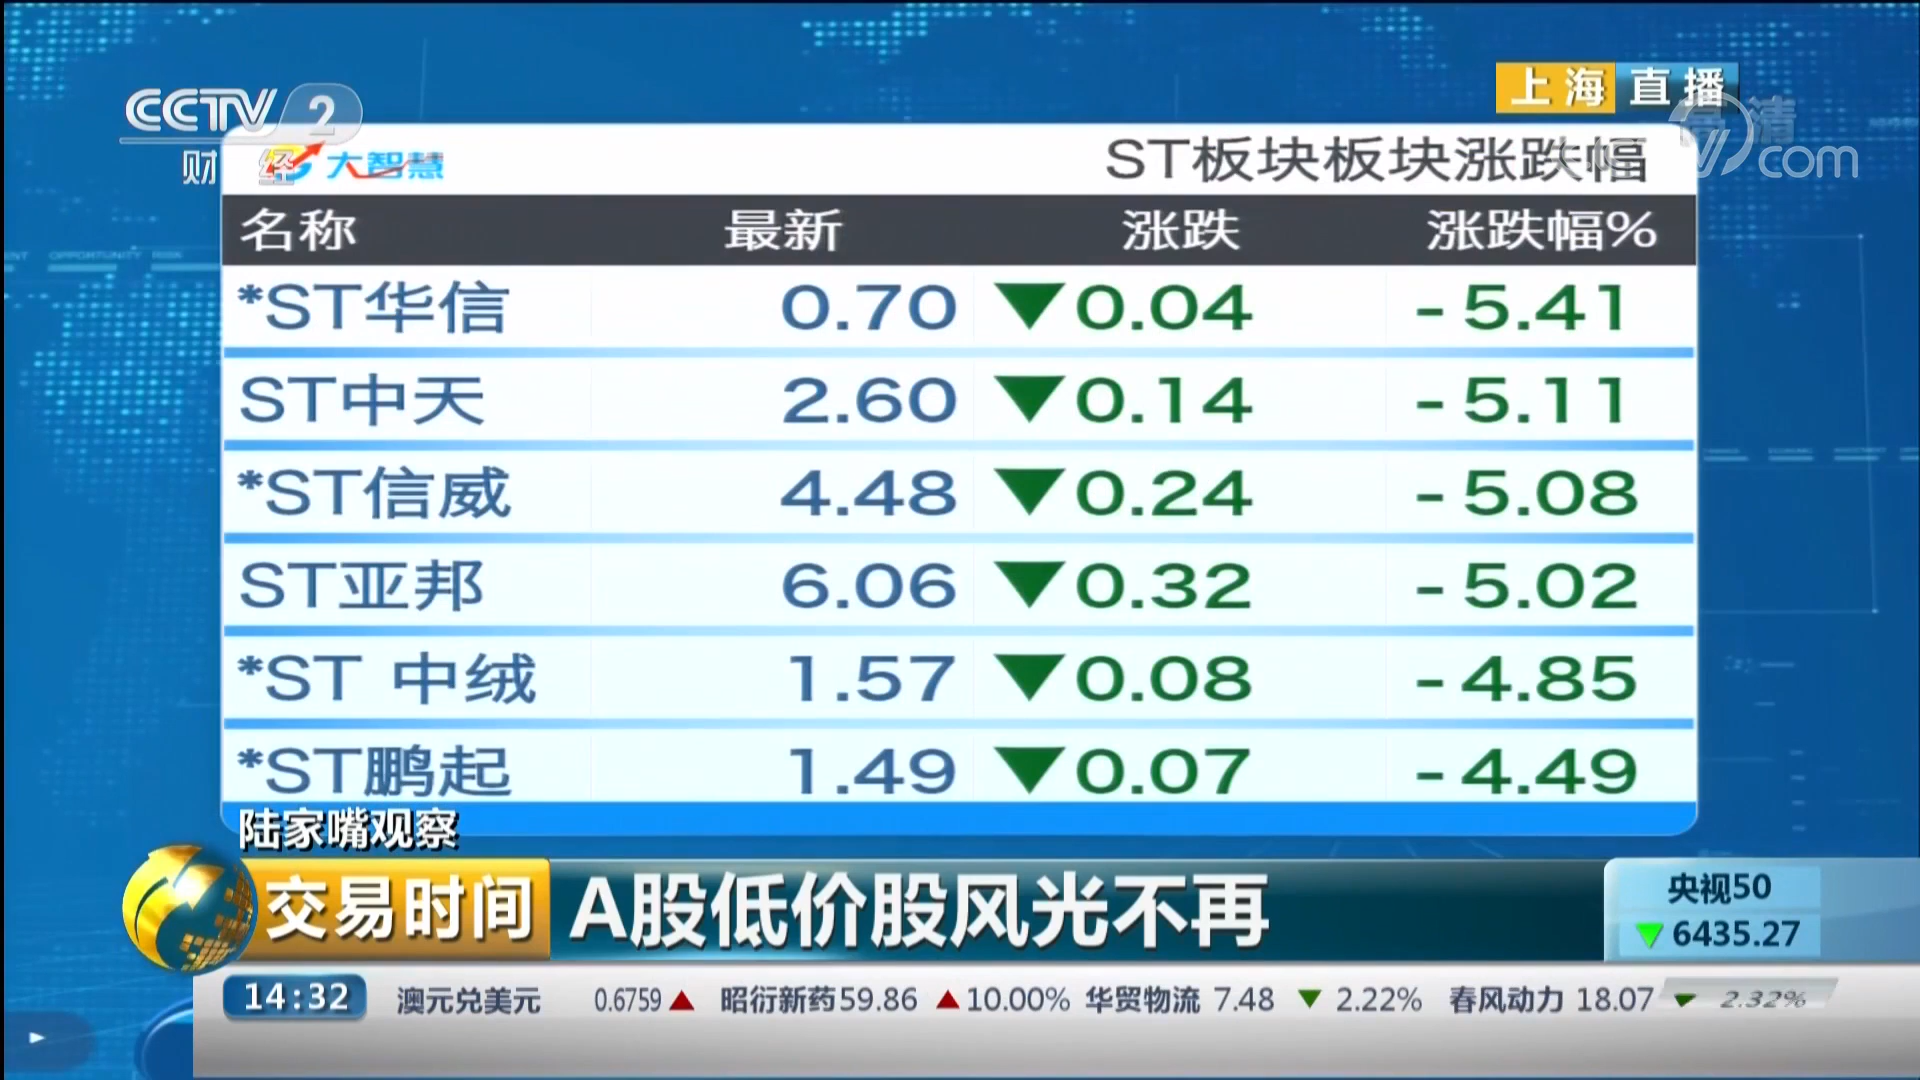 CCTV 2
财经
上海 直播
高清
com
大智慧
ST板块板块涨跌幅
名称 最新 涨跌 涨跌幅%
*ST华信 0.70 ▼0.04 -5.41
ST中天 2.60 ▼0.14 -5.11
*ST信威 4.48 ▼0.24 -5.08
ST亚邦 6.06 ▼0.32 -5.02
*ST 中绒 1.57 ▼0.08 -4.85
*ST鹏起 1.49 ▼0.07 -4.49
陆家嘴观察
交易时间 A股低价股风光不再
央视50
▼ 6435.27
14:32 澳元兑美元 0.6759 ▲ 昭衍新药59.86 ▲10.00% 华贸物流 7.48 ▼ 2.22% 春风动力 18.07 ▼ 2.32%